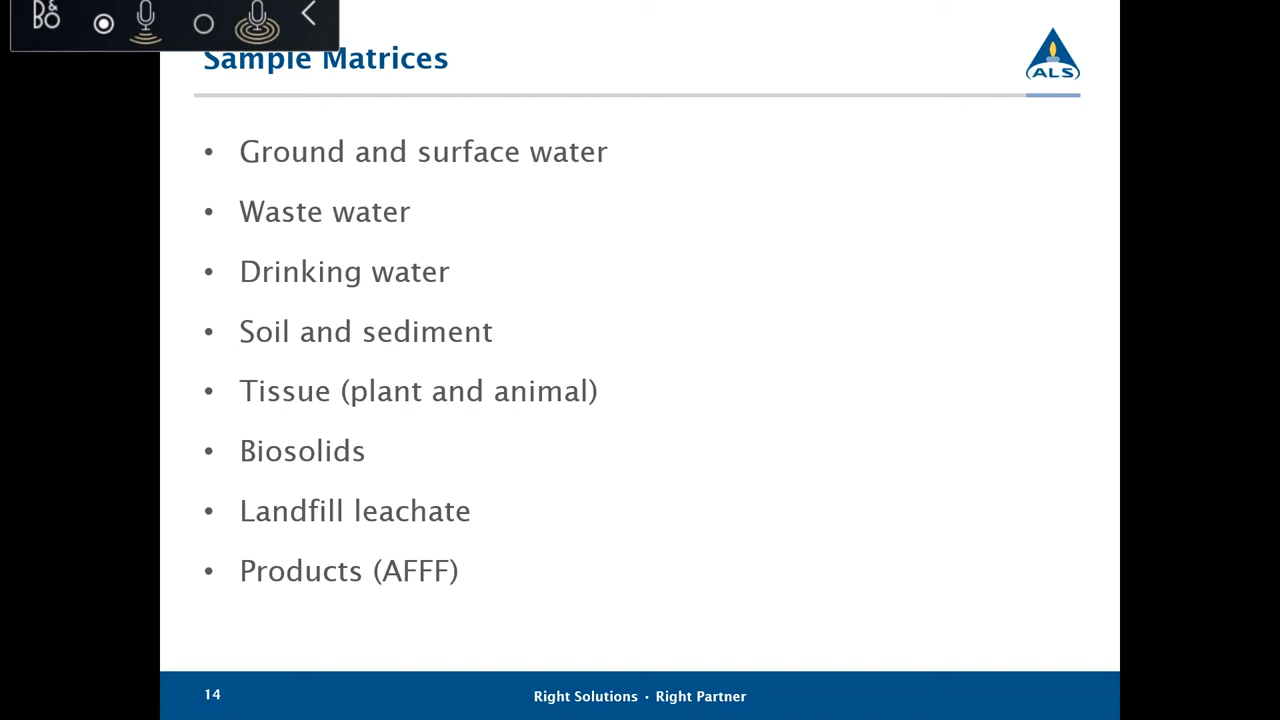 B&O
Sample Matrices
ALS
• Ground and surface water
• Waste water
• Drinking water
• Soil and sediment
• Tissue (plant and animal)
• Biosolids
• Landfill leachate
• Products (AFFF)
14
Right Solutions · Right Partner